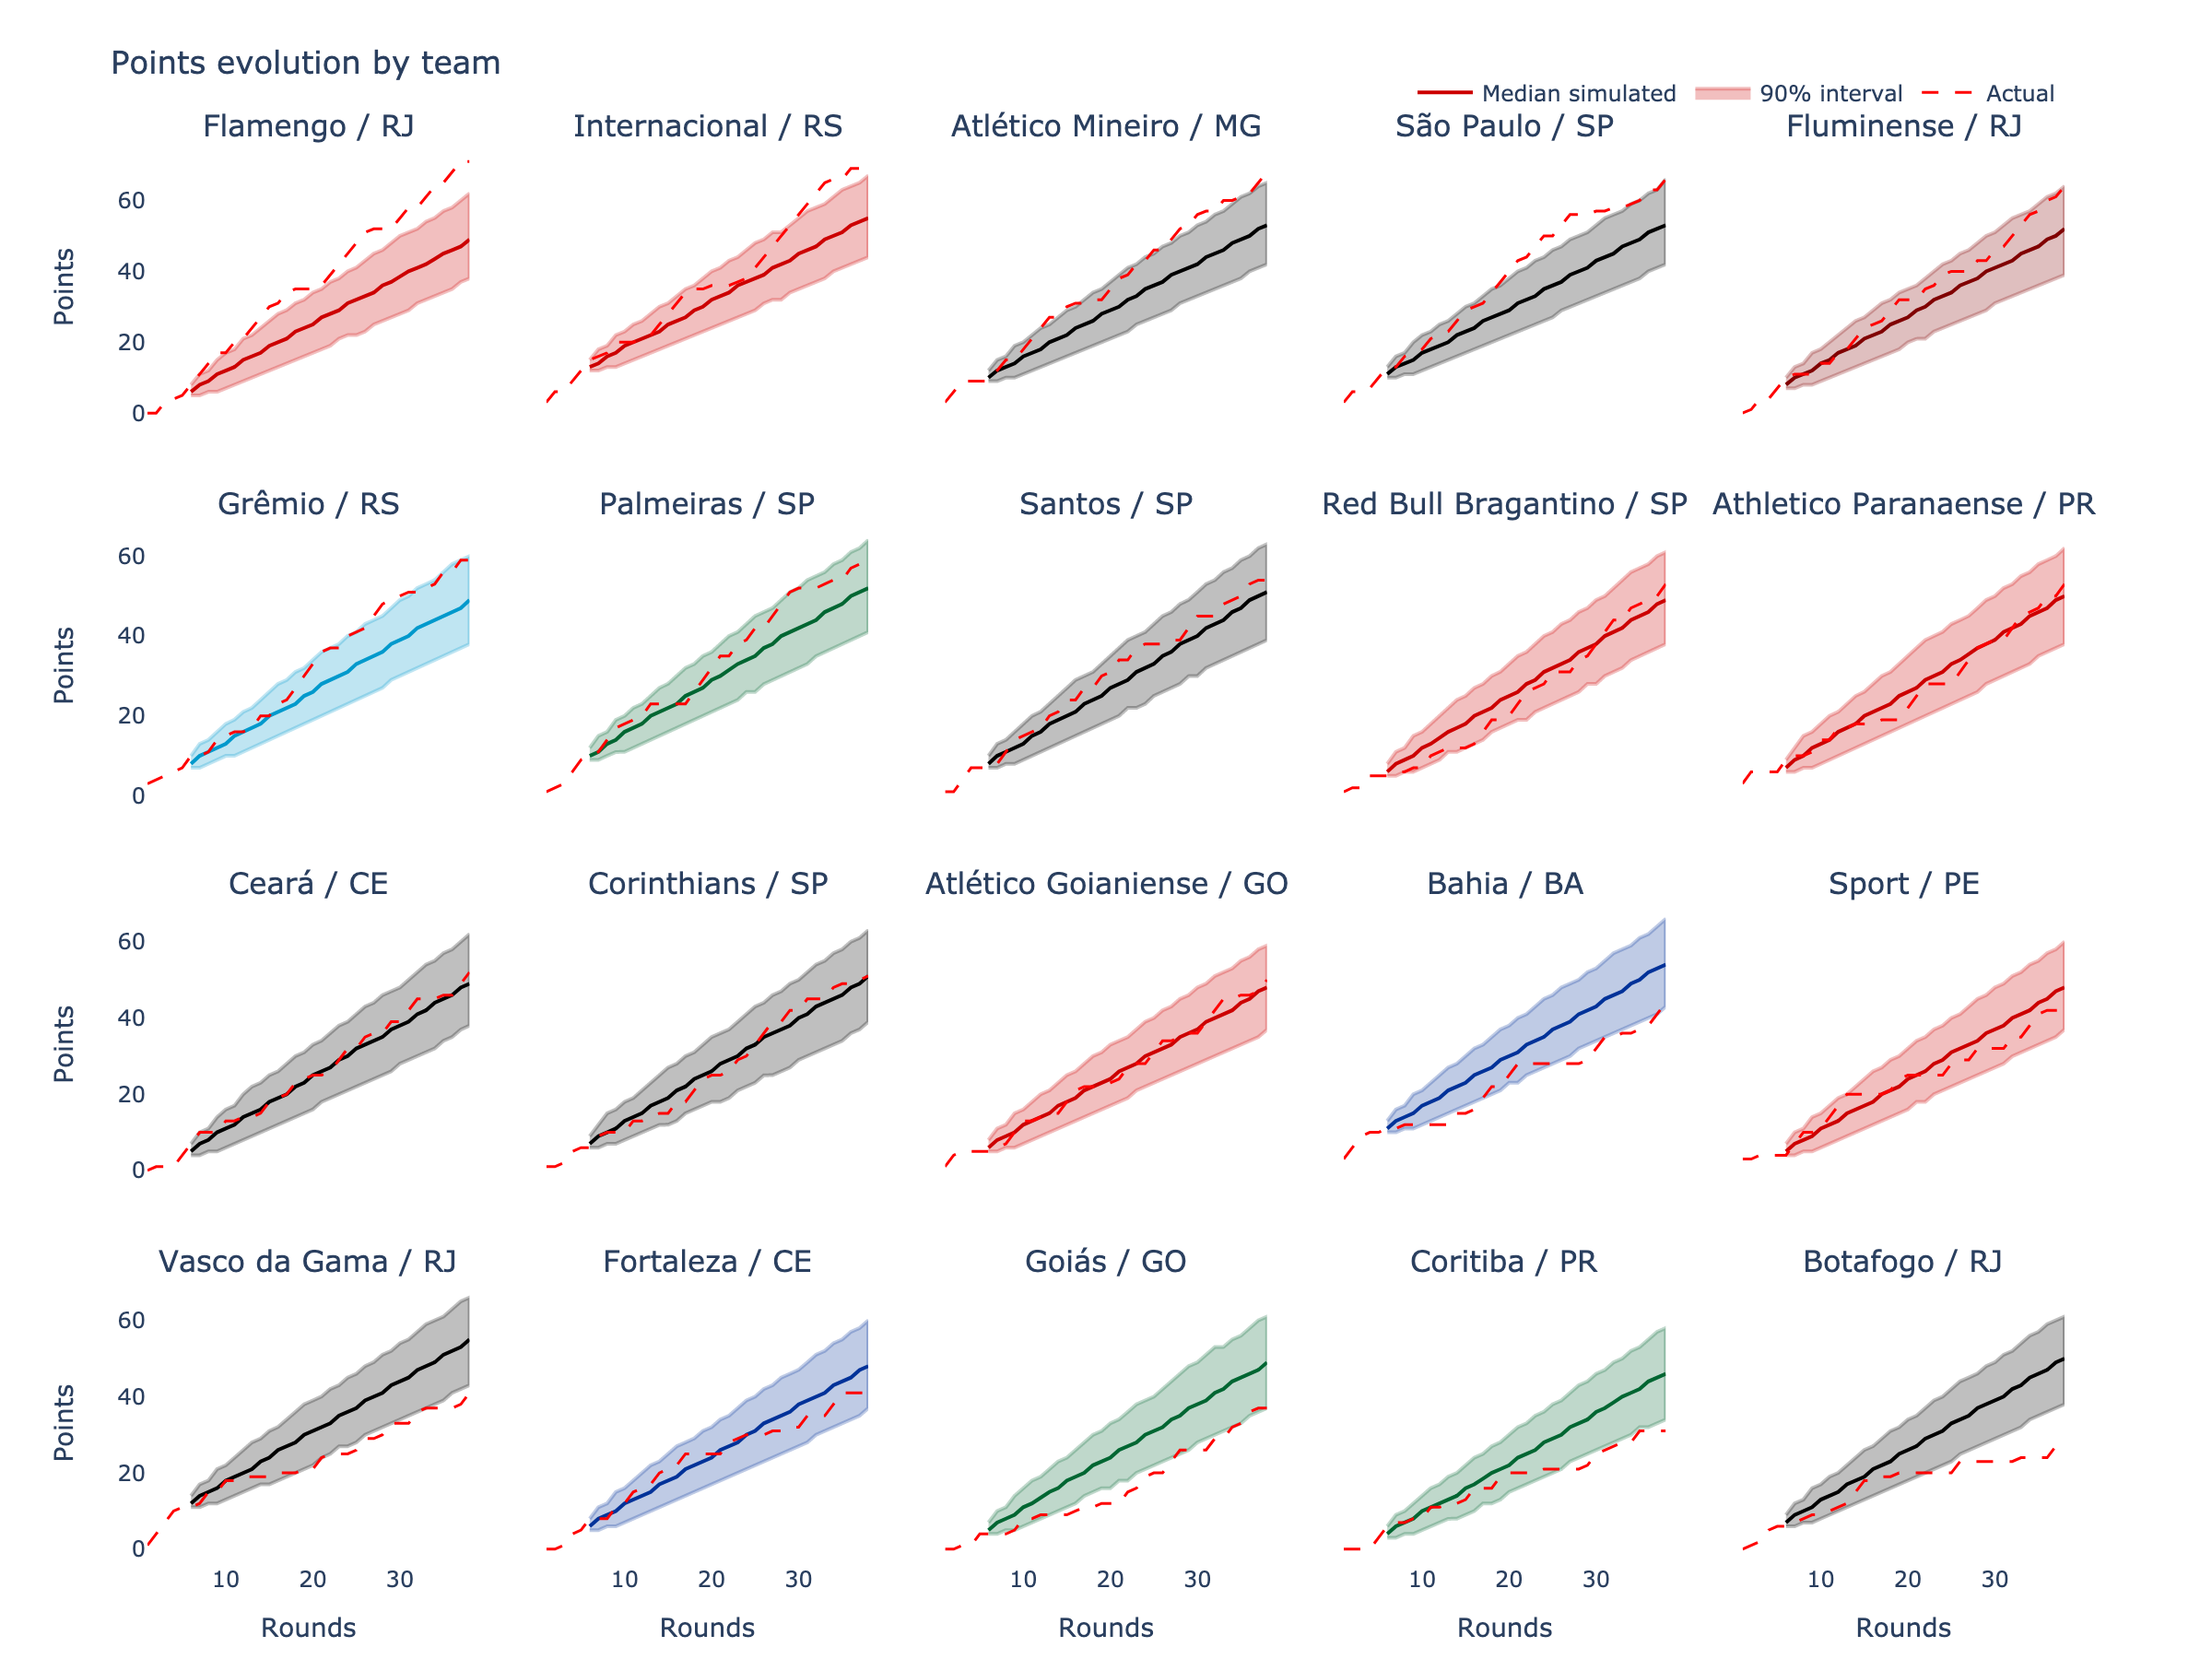 Points evolution by team
Median simulated 90% interval Actual
Flamengo / RJ Internacional / RS Atlético Mineiro / MG São Paulo / SP Fluminense / RJ
60
40
20
0
Points
Grêmio / RS Palmeiras / SP Santos / SP Red Bull Bragantino / SP Athletico Paranaense / PR
60
40
20
0
Points
Ceará / CE Corinthians / SP Atlético Goianiense / GO Bahia / BA Sport / PE
60
40
20
0
Points
Vasco da Gama / RJ Fortaleza / CE Goiás / GO Coritiba / PR Botafogo / RJ
60
40
20
0
Points
10 20 30 10 20 30 10 20 30 10 20 30 10 20 30
Rounds Rounds Rounds Rounds Rounds